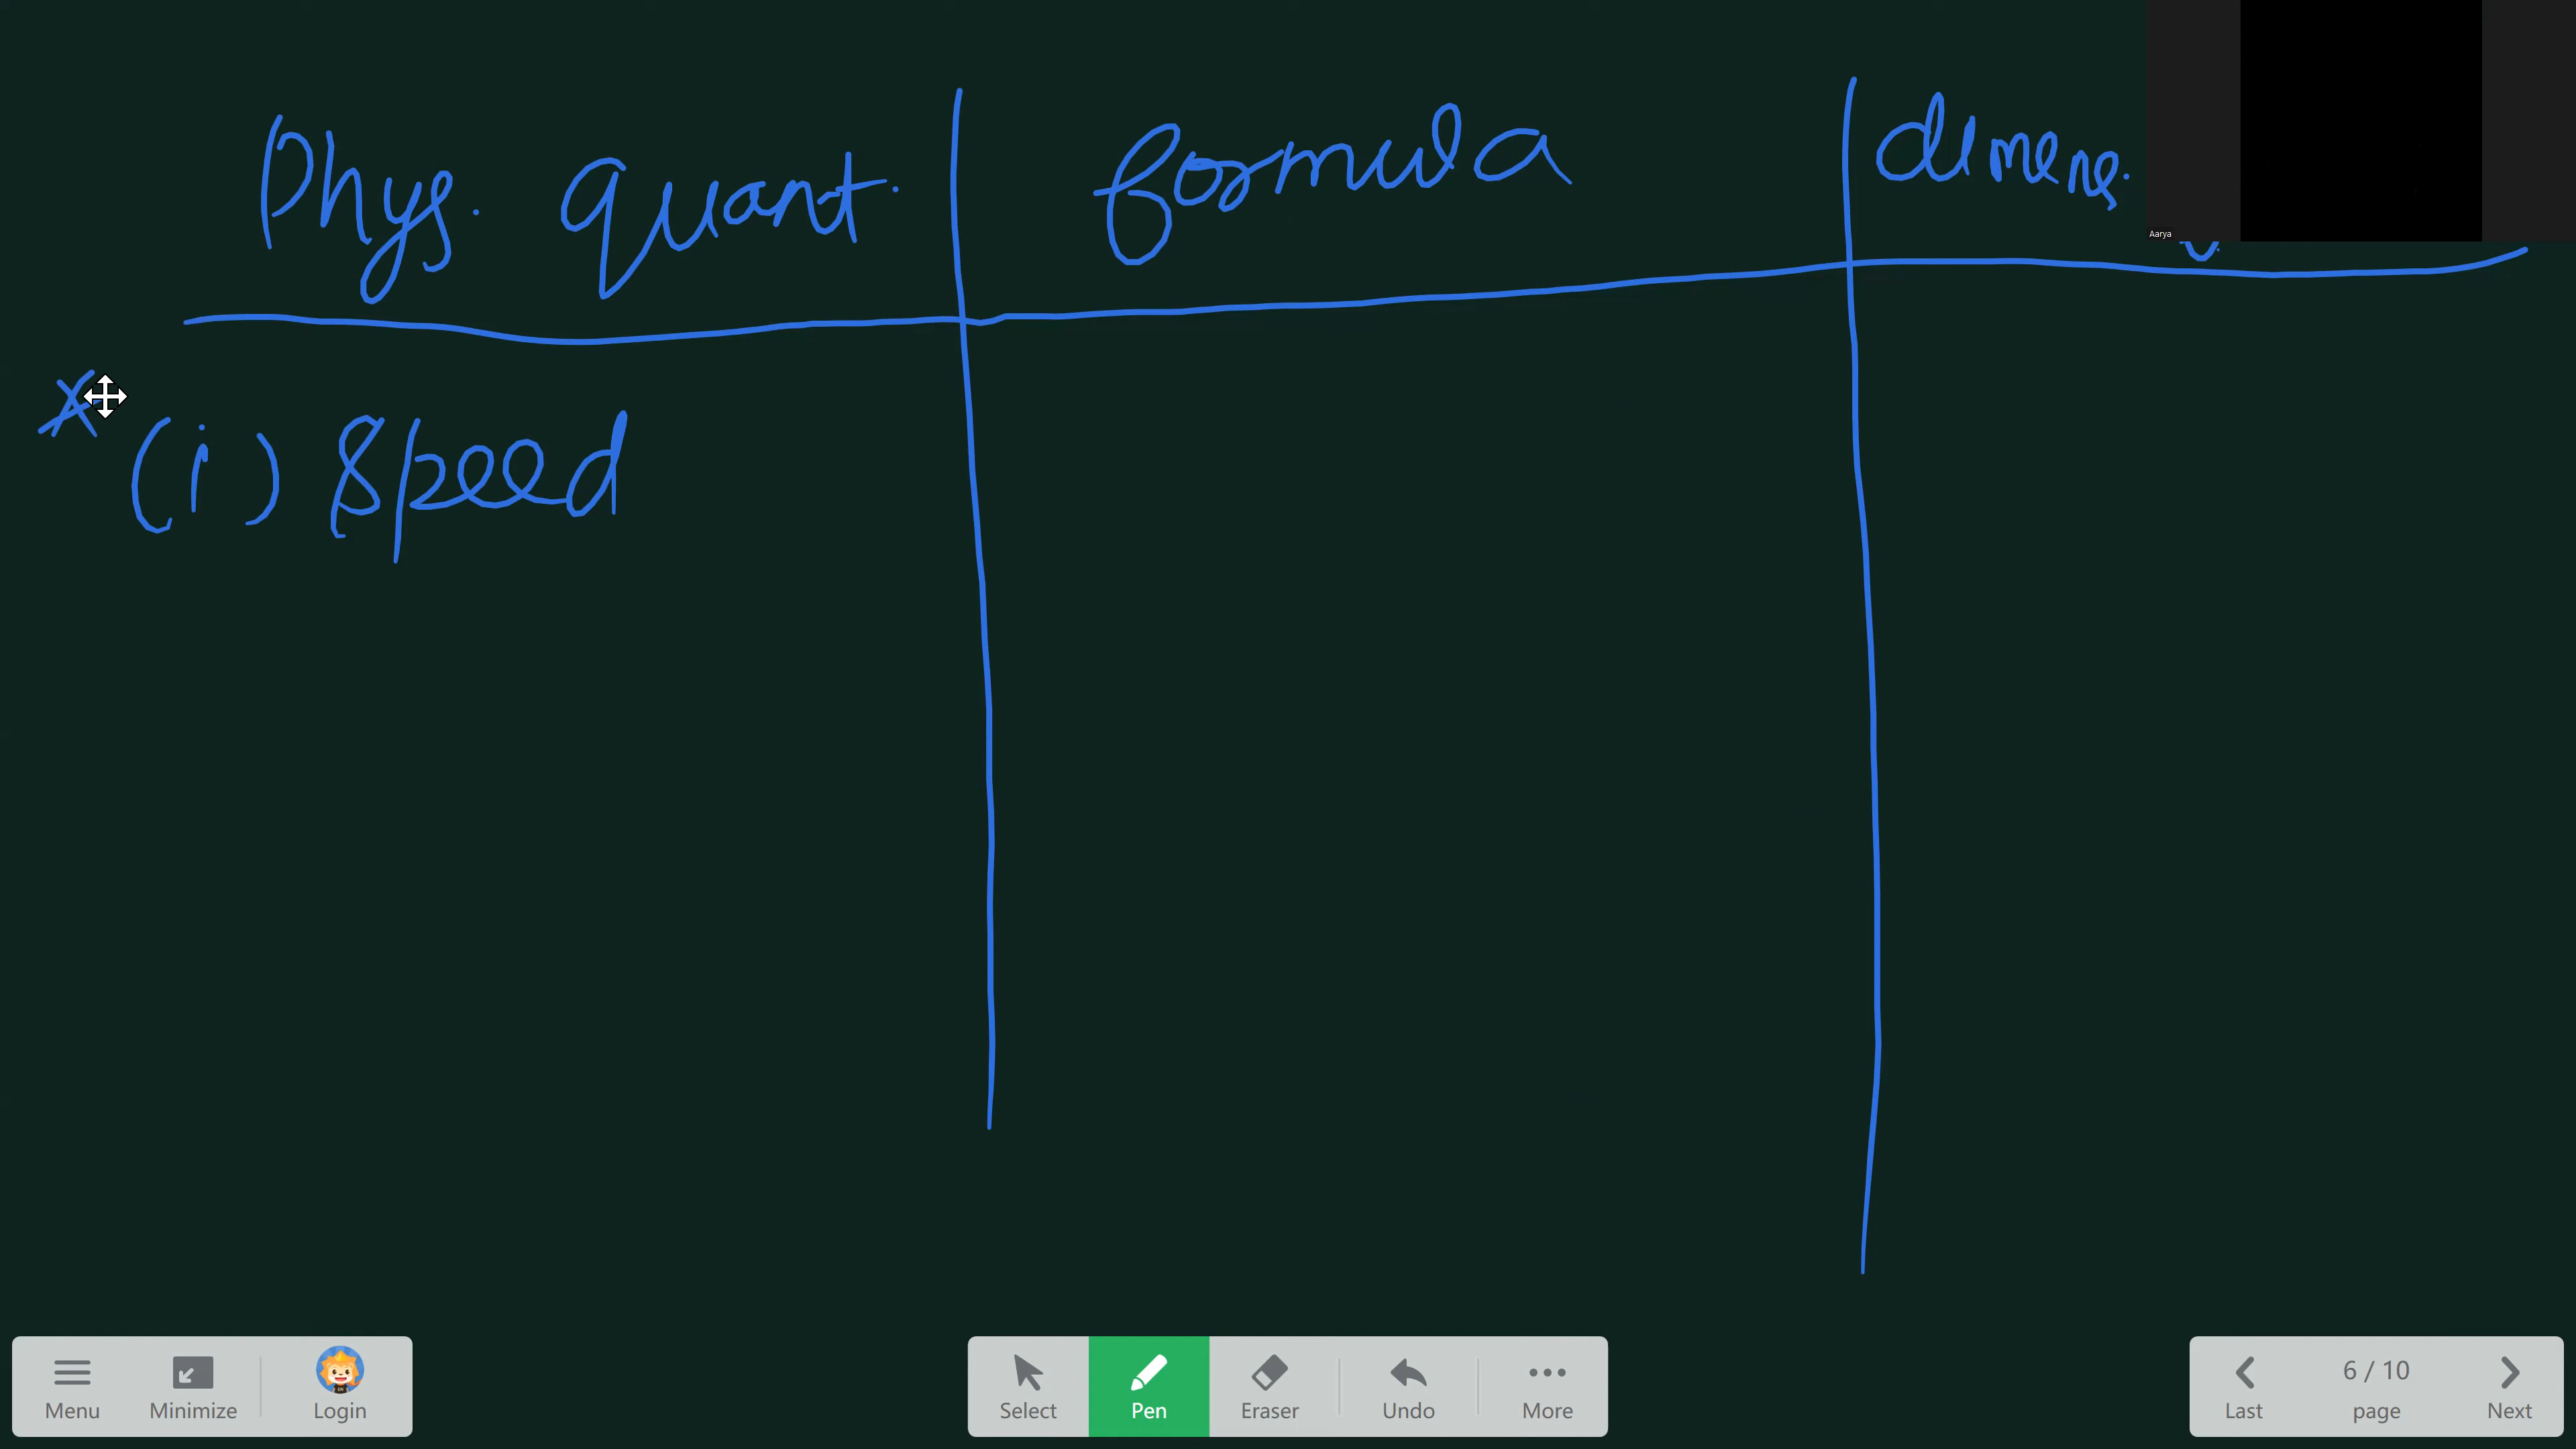 Phys. quant. formula dimens.
Aarya
(i) Speed
Menu Minimize Login Select Pen Eraser Undo More Last 6 / 10 page Next